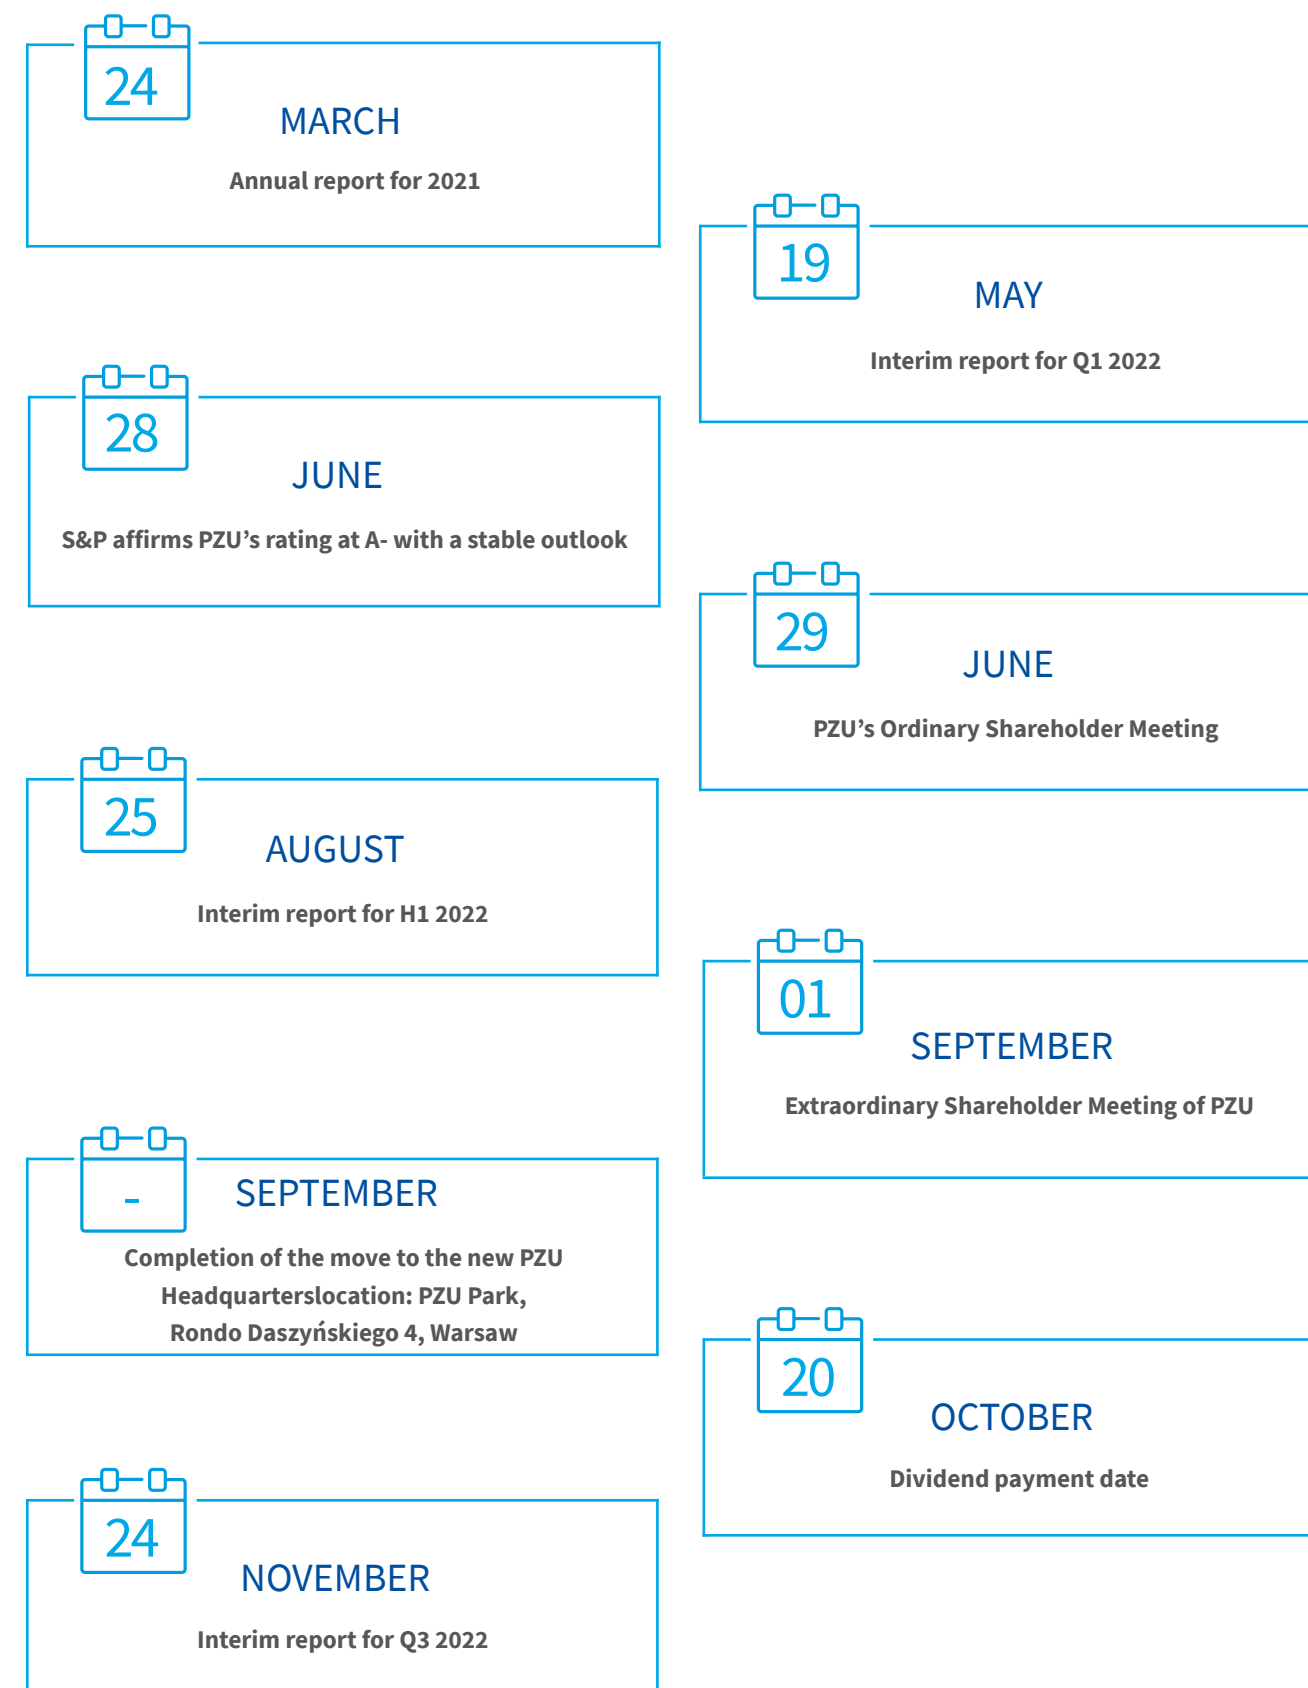 24
MARCH
Annual report for 2021
19
MAY
Interim report for Q1 2022
28
JUNE
S&P affirms PZU’s rating at A- with a stable outlook
29
JUNE
PZU’s Ordinary Shareholder Meeting
25
AUGUST
Interim report for H1 2022
01
SEPTEMBER
Extraordinary Shareholder Meeting of PZU
-
SEPTEMBER
Completion of the move to the new PZU
Headquarterslocation: PZU Park,
Rondo Daszyńskiego 4, Warsaw
20
OCTOBER
Dividend payment date
24
NOVEMBER
Interim report for Q3 2022